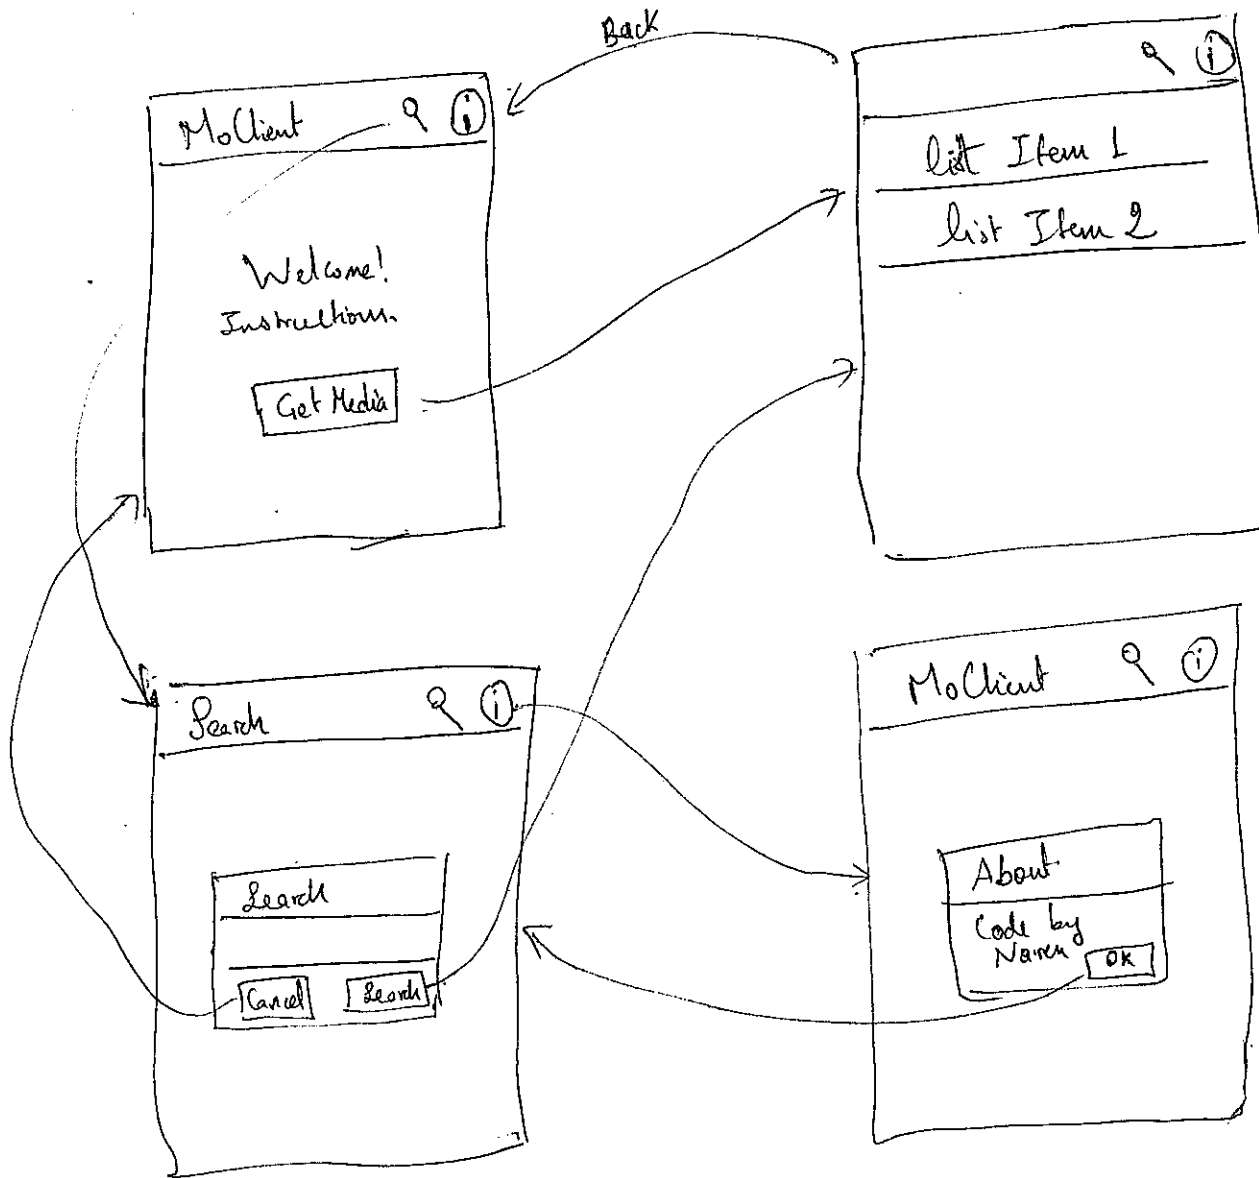 Back
MoClient i
Welcome!
Instructions.
Get Media
i
list Item 1
list Item 2
Search i
Search
Cancel Search
MoClient i
About
Code by
Naren
OK